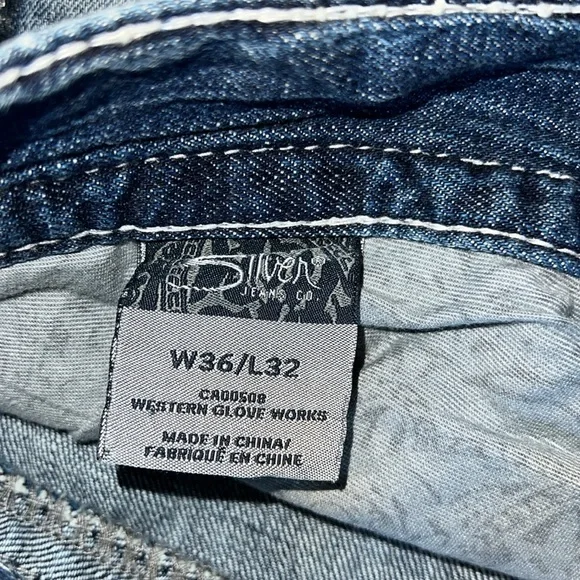 Silver
JEANS CO.
W36/L32
CA00508
WESTERN GLOVE WORKS
MADE IN CHINA/
FABRIQUÉ EN CHINE